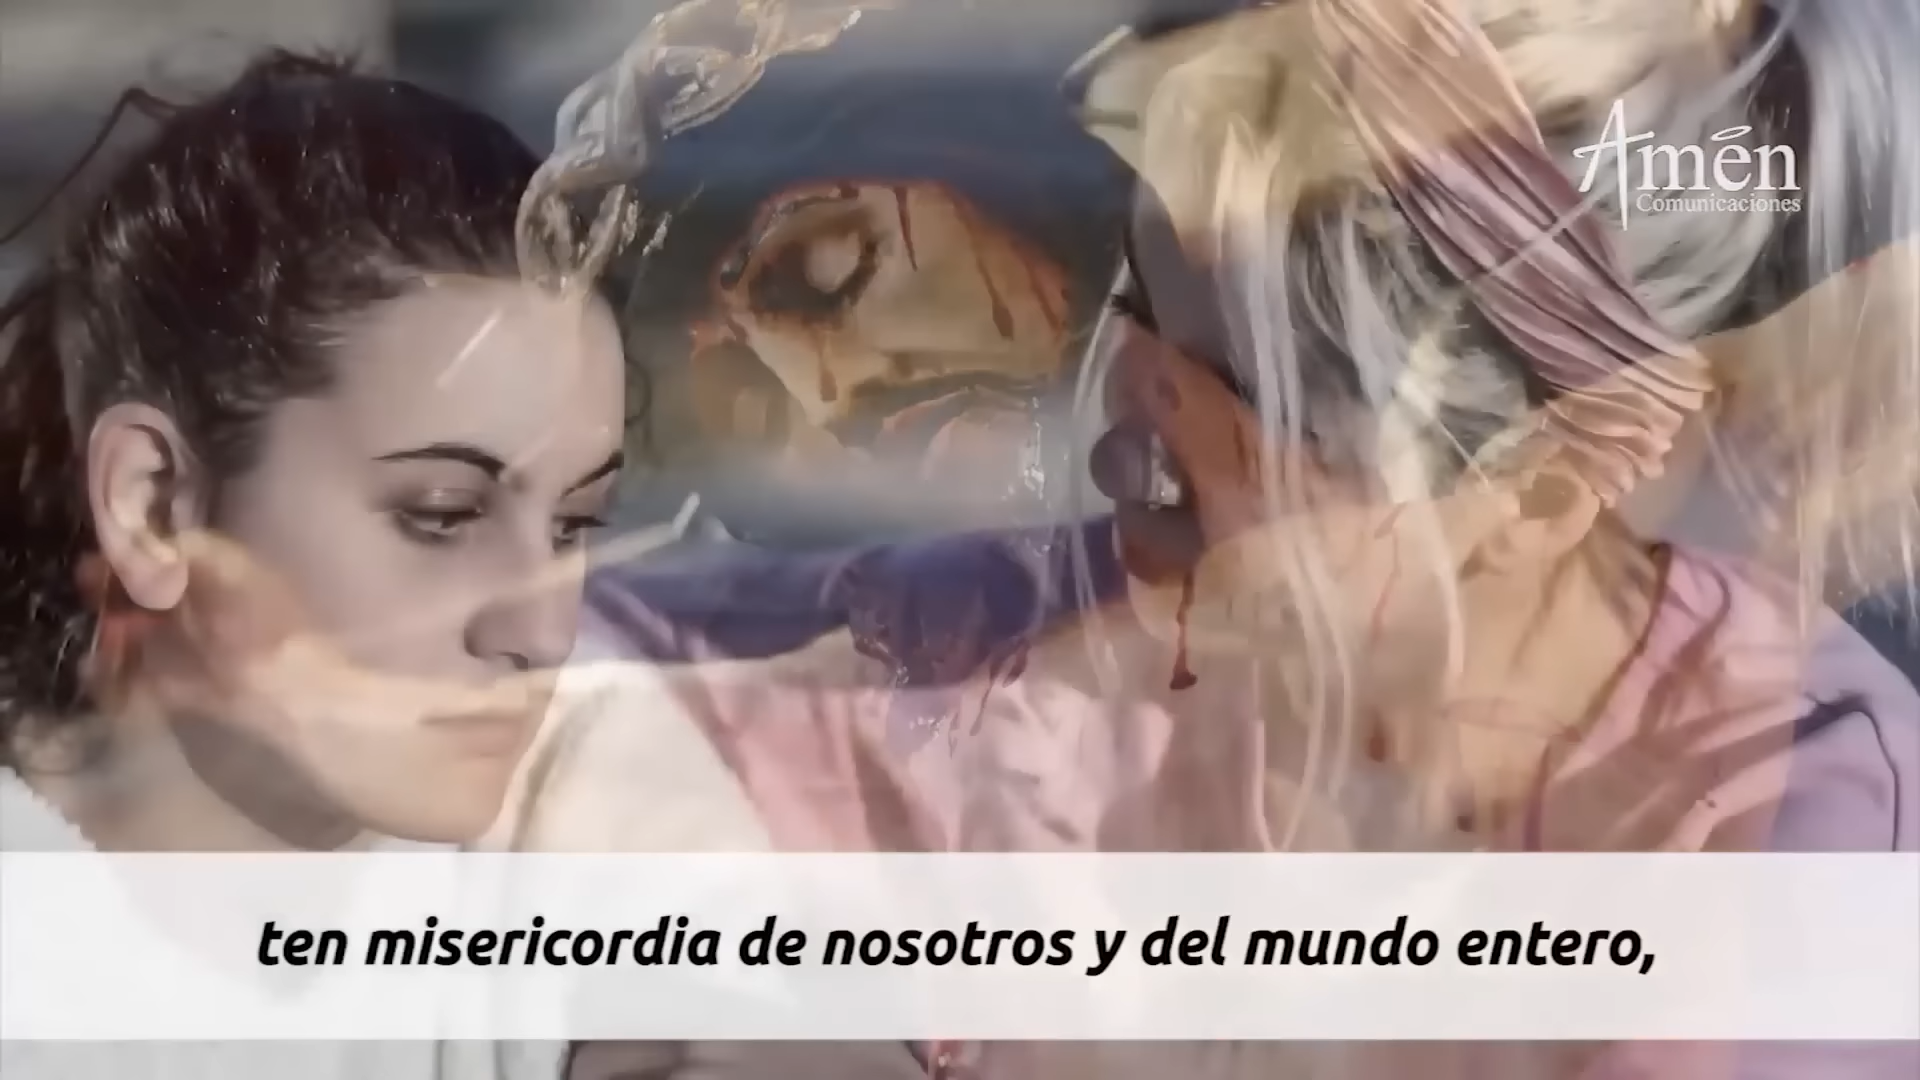 Amén
Comunicaciones
ten misericordia de nosotros y del mundo entero,